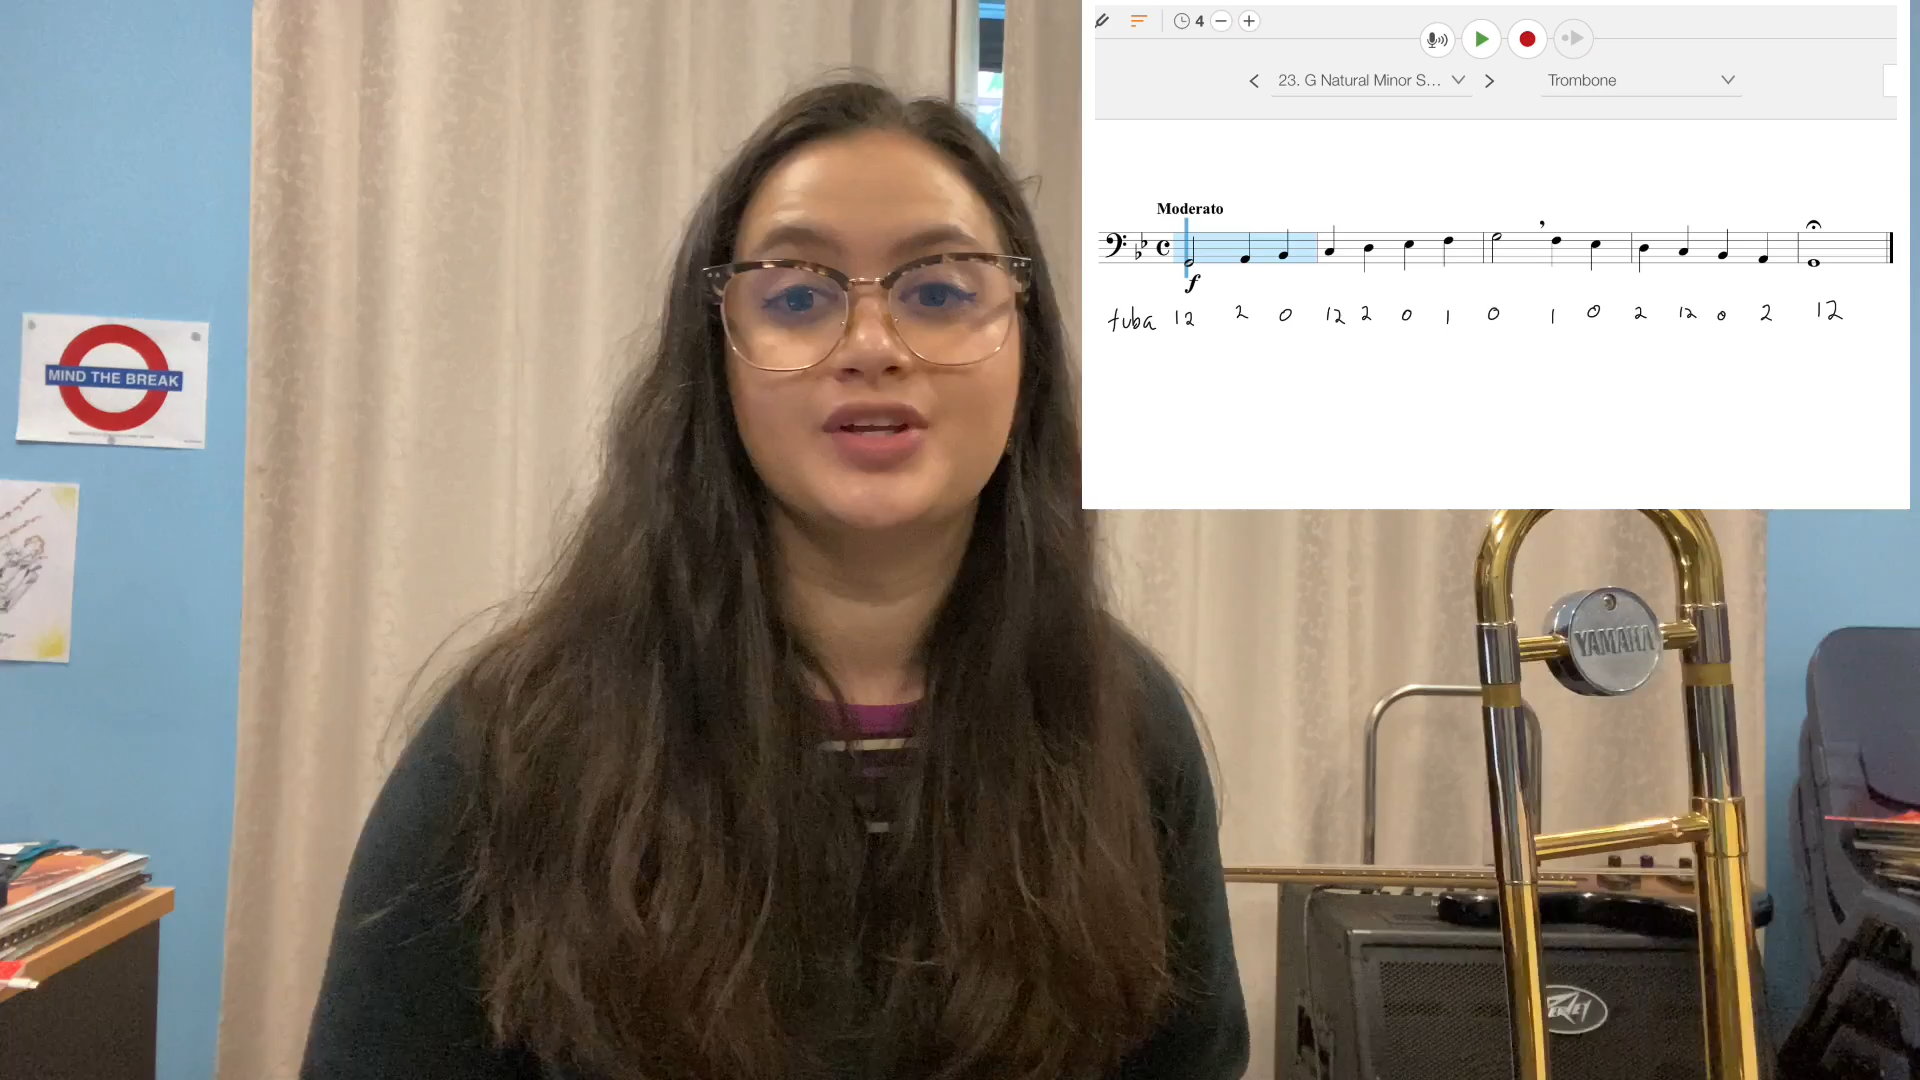 4
23. G Natural Minor S...
Trombone
Moderato
f
tuba 12 2 0 12 2 0 1 0 1 0 2 12 0 2 12
MIND THE BREAK
YAMAHA
PEAVEY